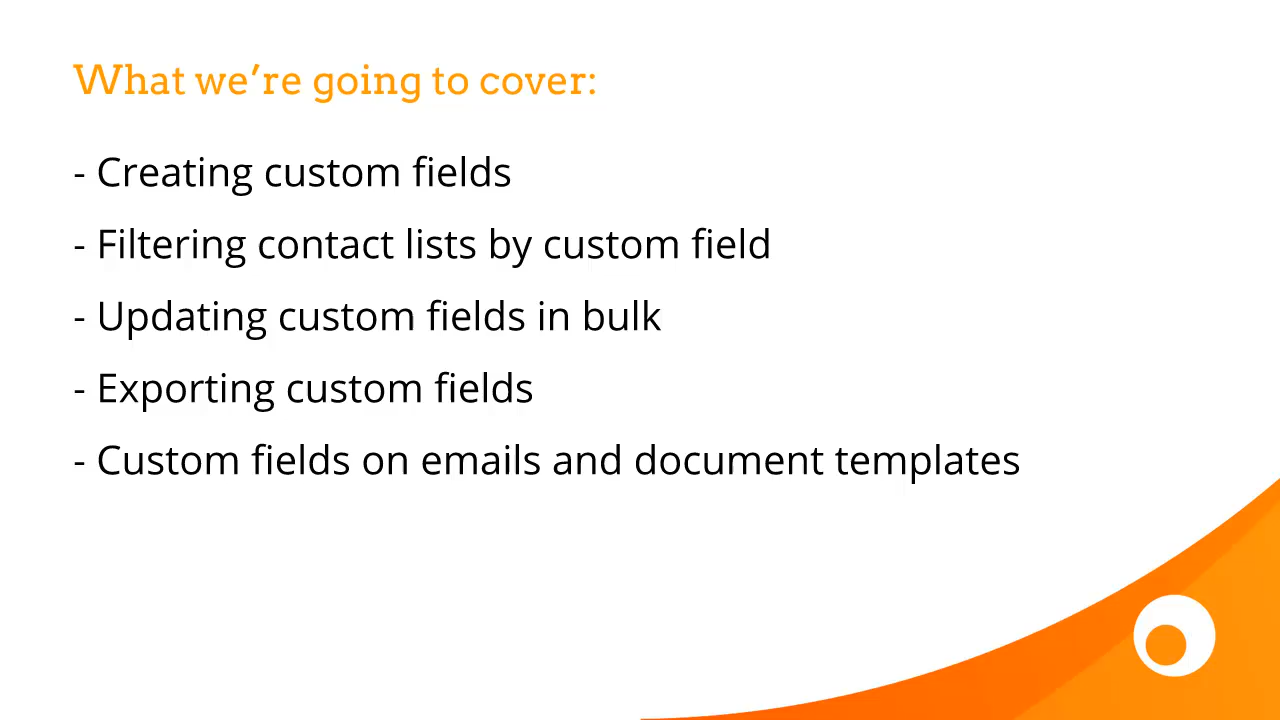 What we’re going to cover:
- Creating custom fields
- Filtering contact lists by custom field
- Updating custom fields in bulk
- Exporting custom fields
- Custom fields on emails and document templates